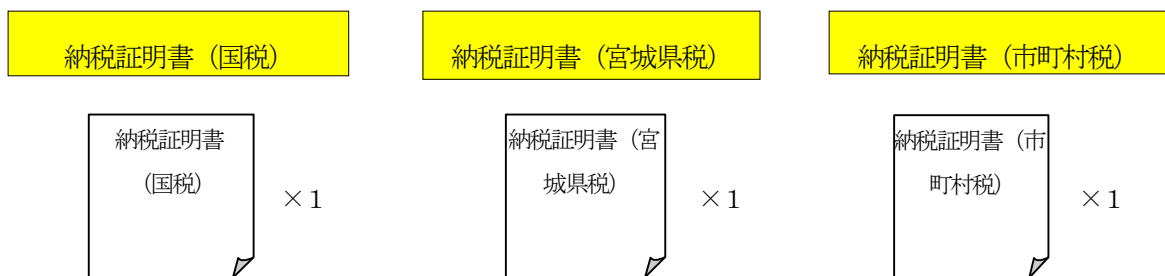 納税証明書（国税）
納税証明書（宮城県税）
納税証明書（市町村税）
納税証明書
（国税）
×１
納税証明書（宮
城県税）
×１
納税証明書（市
町村税）
×１